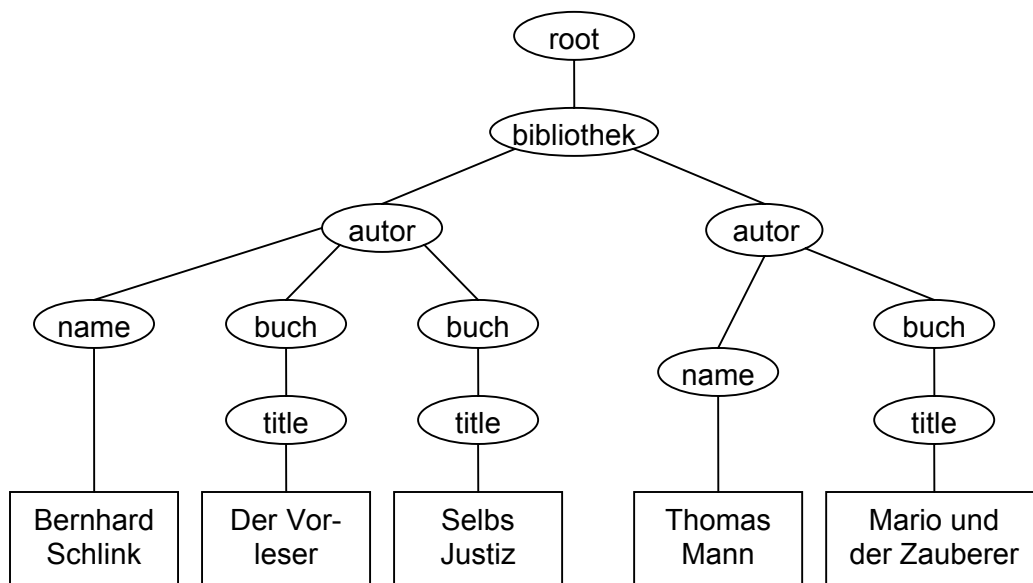 root
bibliothek
autor
autor
name
buch
buch
buch
name
title
title
title
Bernhard
Schlink
Der Vor-
leser
Selbs
Justiz
Thomas
Mann
Mario und
der Zauberer